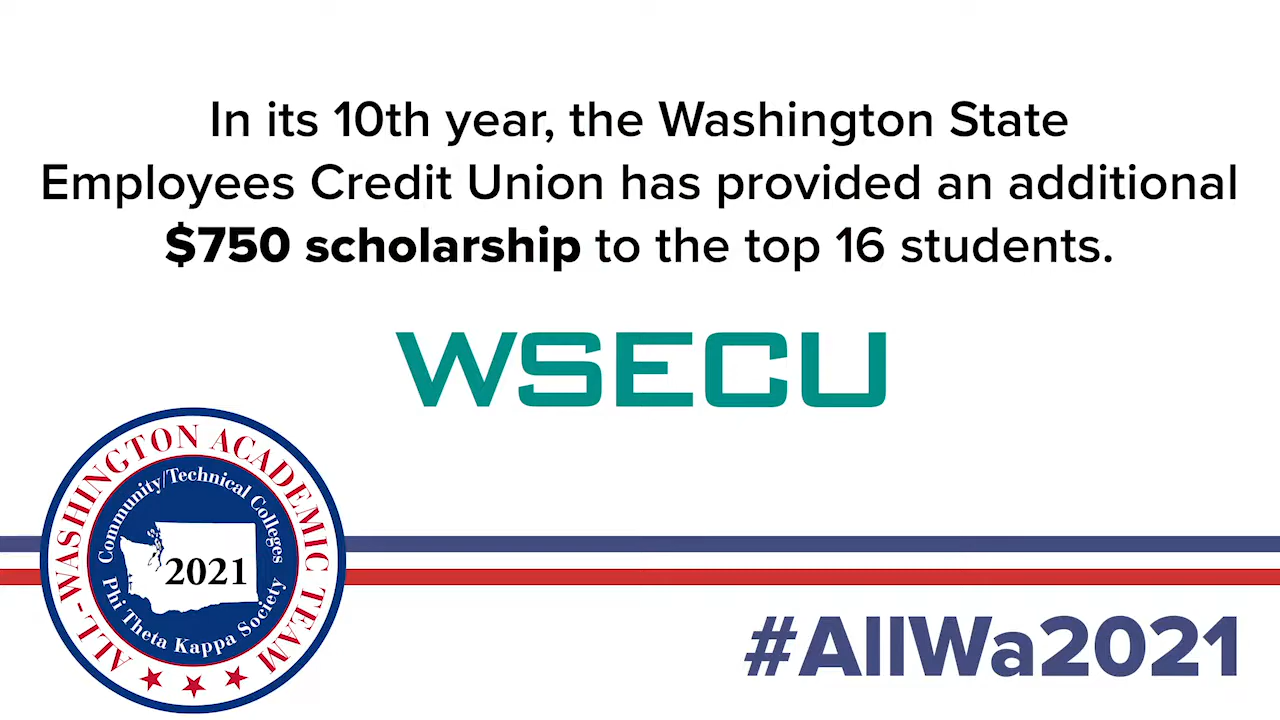 In its 10th year, the Washington State
Employees Credit Union has provided an additional
$750 scholarship to the top 16 students.
WSECU
ALL-WASHINGTON ACADEMIC TEAM
Community/Technical Colleges
2021
Phi Theta Kappa Society
#AllWa2021